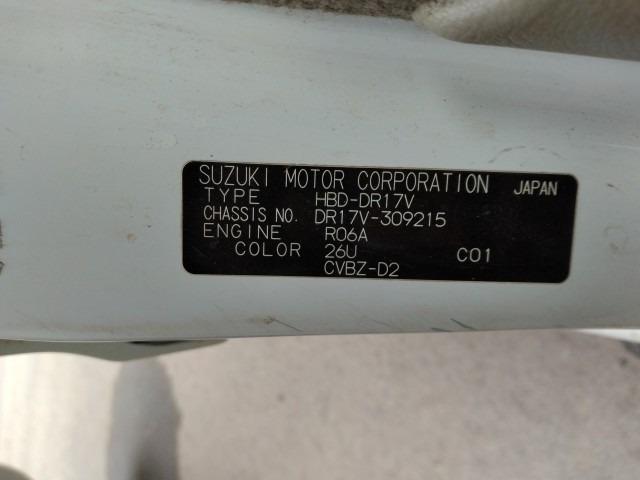 SUZUKI MOTOR CORPORATION JAPAN
TYPE HBD-DR17V
CHASSIS NO. DR17V-309215
ENGINE R06A
COLOR 26U C01
CVBZ-D2